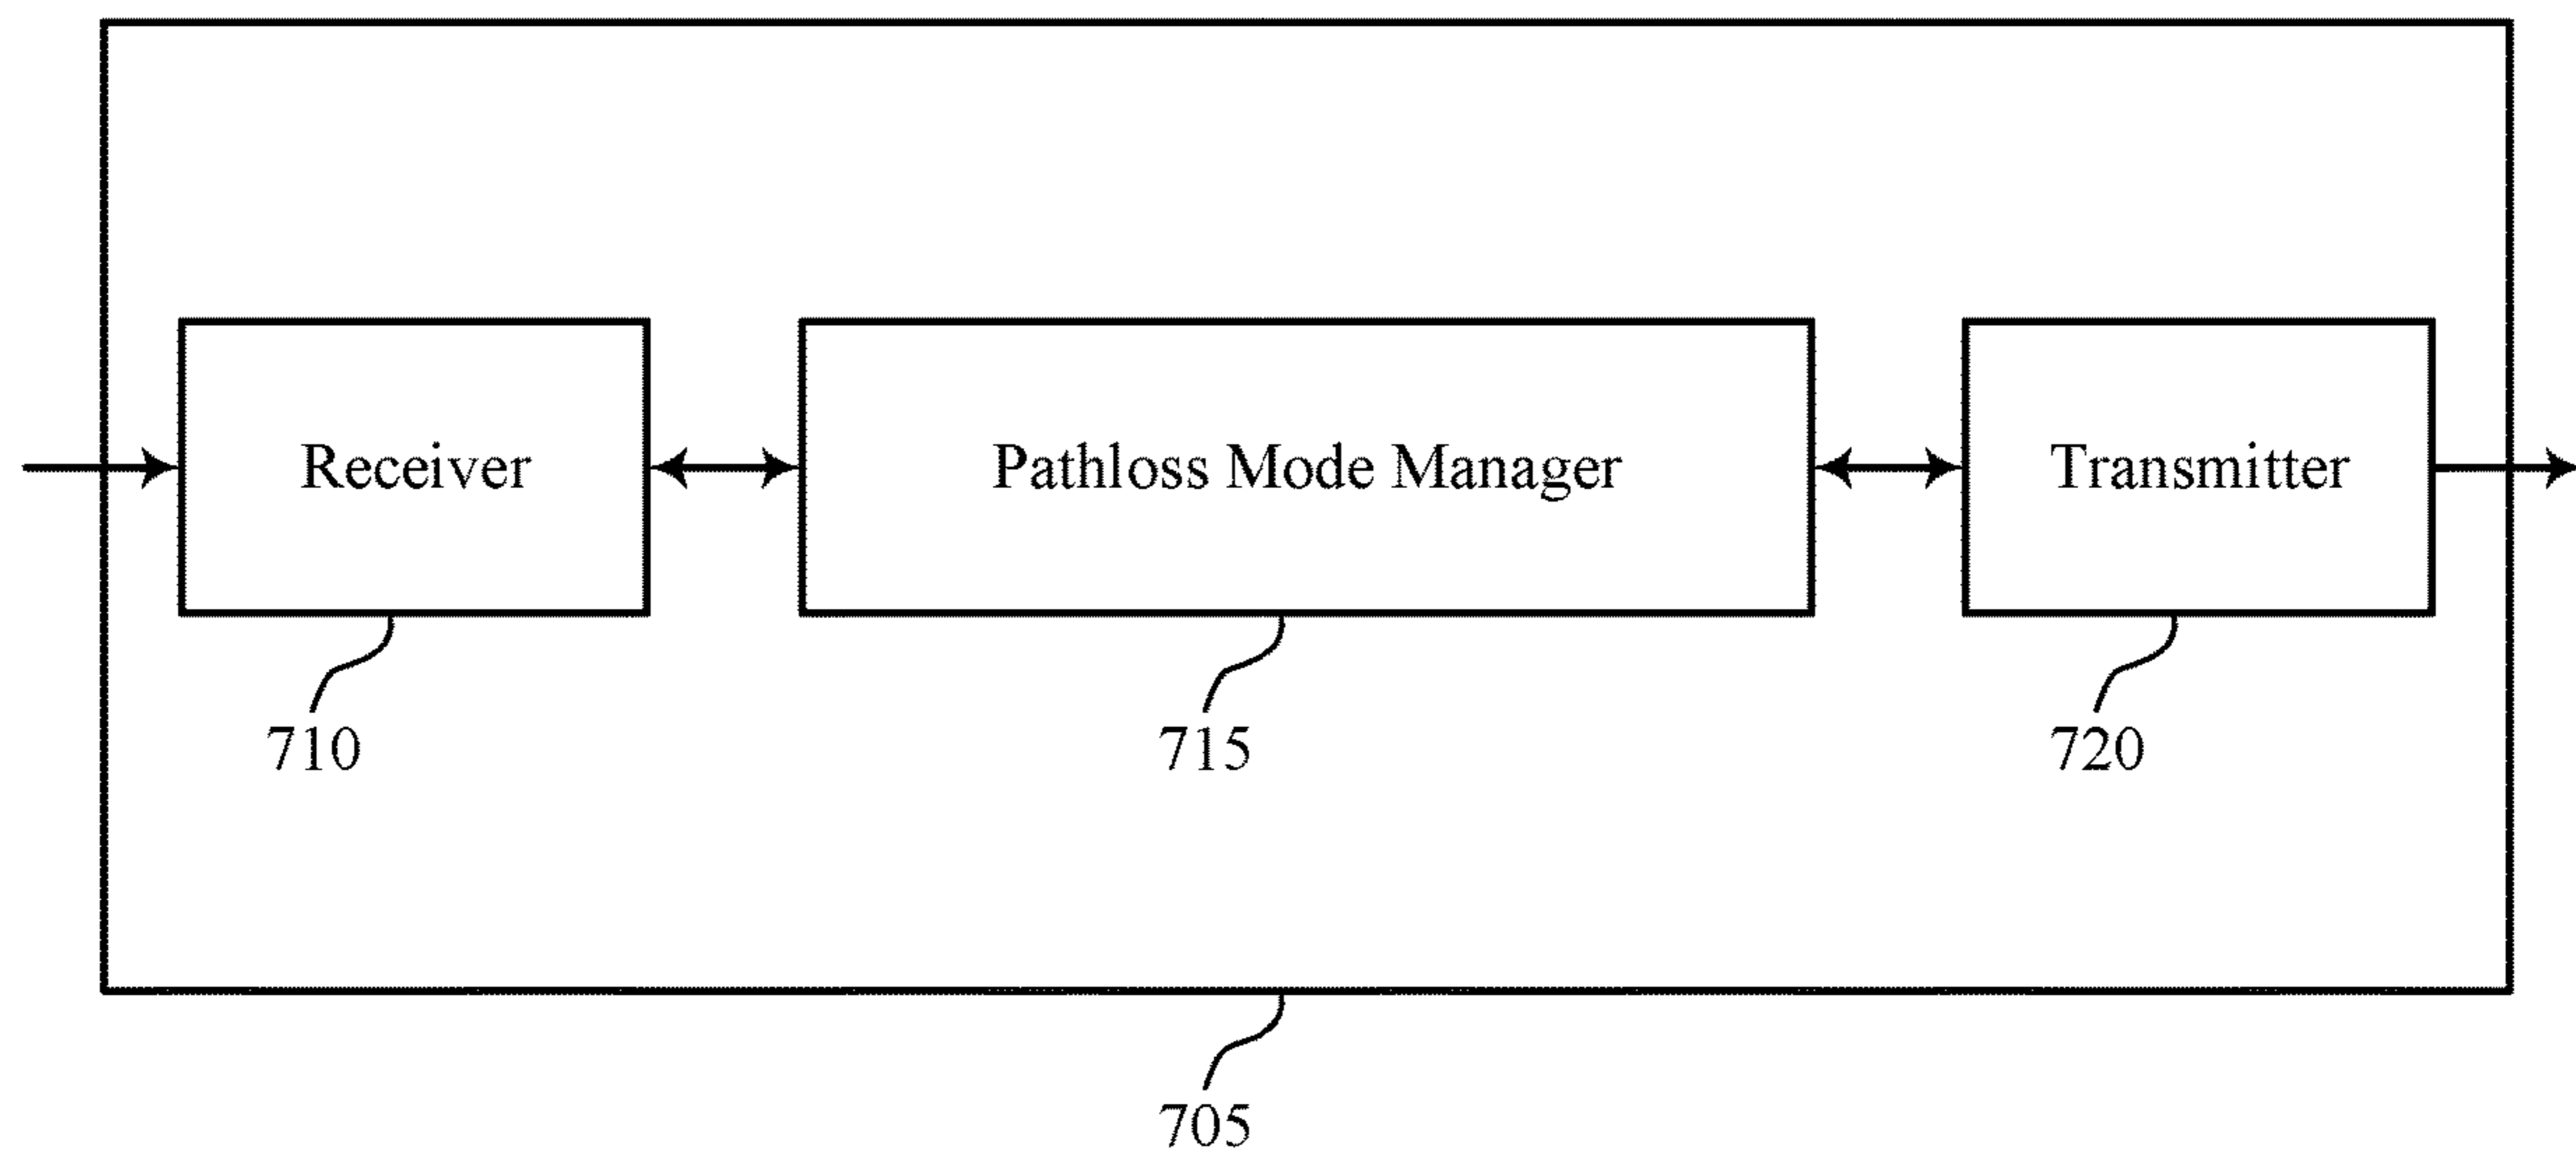 Receiver
Pathloss Mode Manager
Transmitter
710
715
720
705